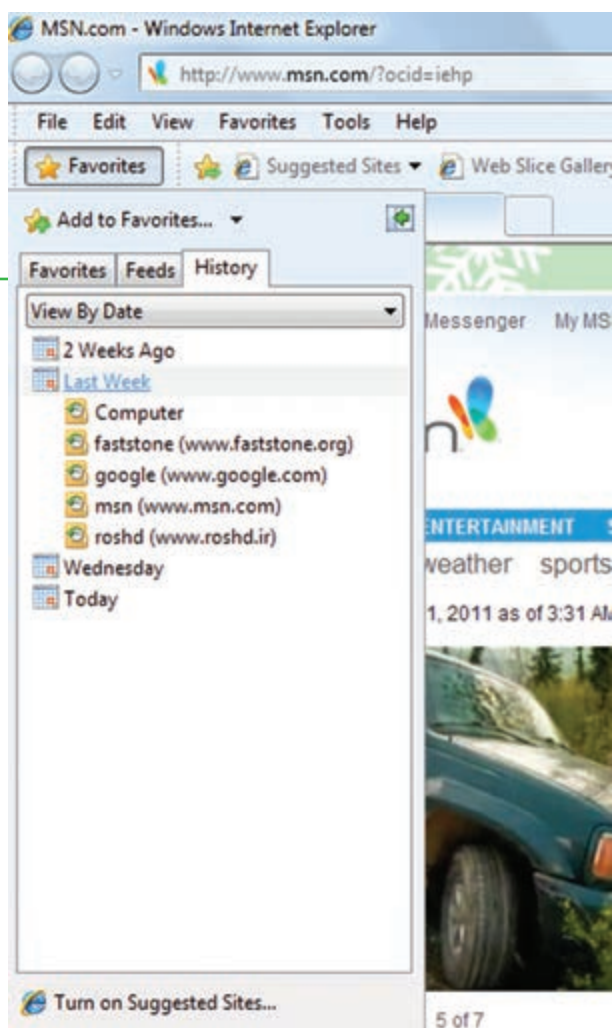 MSN.com - Windows Internet Explorer
http://www.msn.com/?ocid=iehp
File Edit View Favorites Tools Help
Favorites Suggested Sites Web Slice Gallery
Add to Favorites...
Favorites Feeds History
View By Date
2 Weeks Ago
Last Week
Computer
faststone (www.faststone.org)
google (www.google.com)
msn (www.msn.com)
roshd (www.roshd.ir)
Wednesday
Today
Turn on Suggested Sites...
Messenger My MS
n
ENTERTAINMENT S
weather sports
1, 2011 as of 3:31 AM
5 of 7